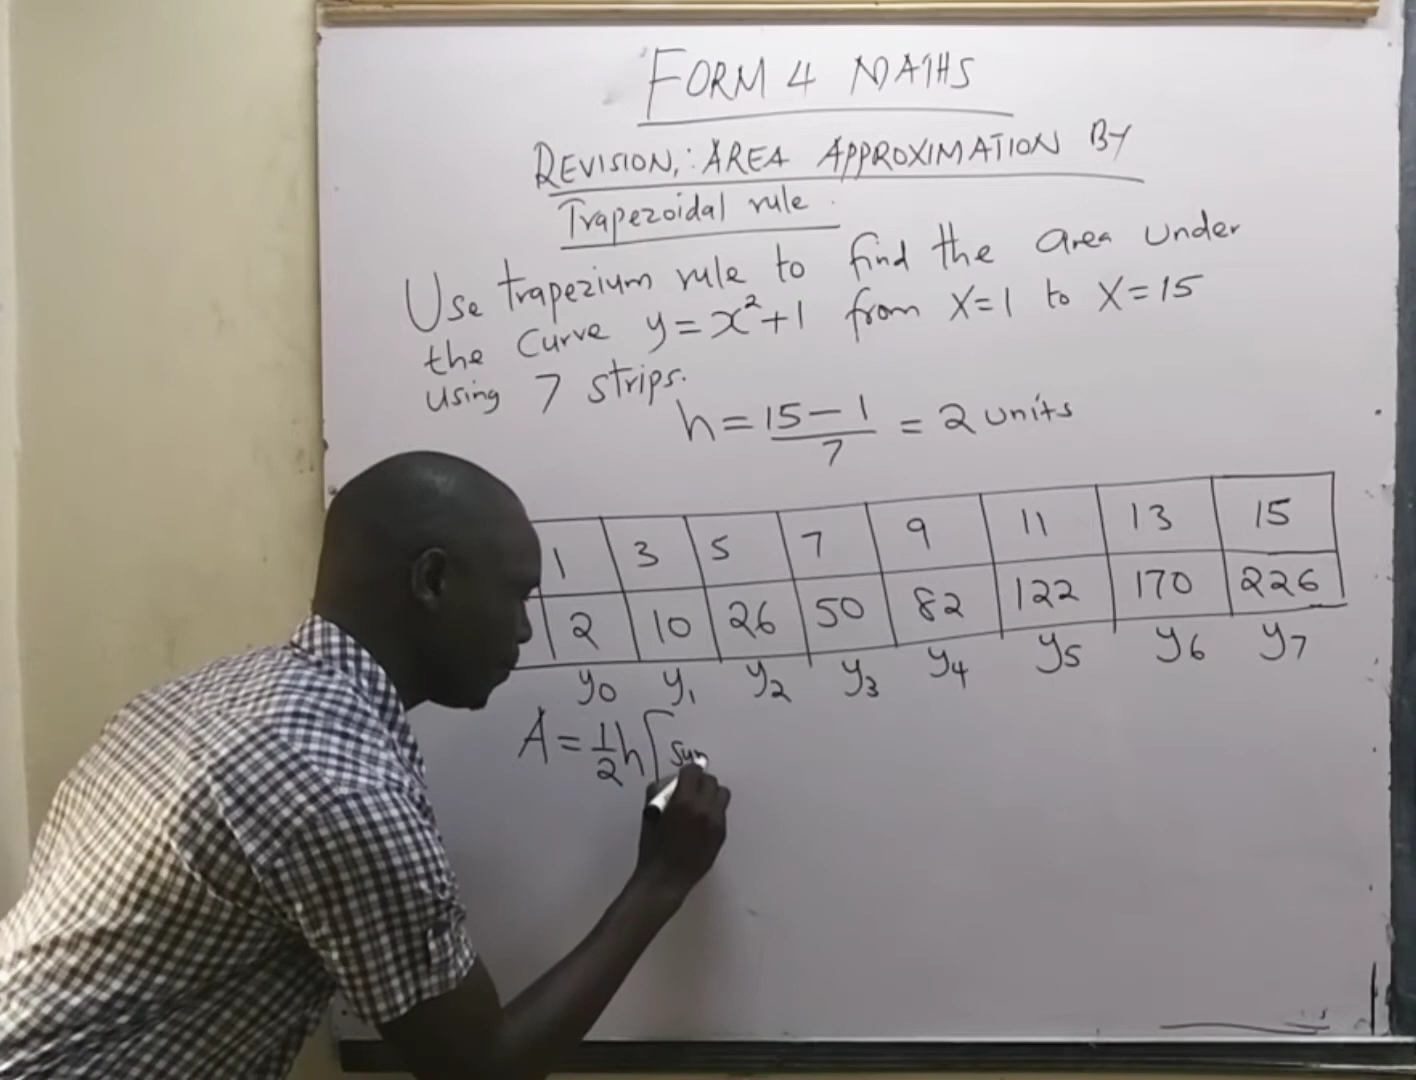 FORM 4 MATHS
REVISION,: AREA APPROXIMATION BY
Trapezoidal rule.
Use trapezium rule to find the area under
the curve y=x²+1 from x=1 to x=15
using 7 strips.
h = 15-1/7 = 2 units
1 3 5 7 9 11 13 15
2 10 26 50 82 122 170 226
y0 y1 y2 y3 y4 y5 y6 y7
A = 1/2h[